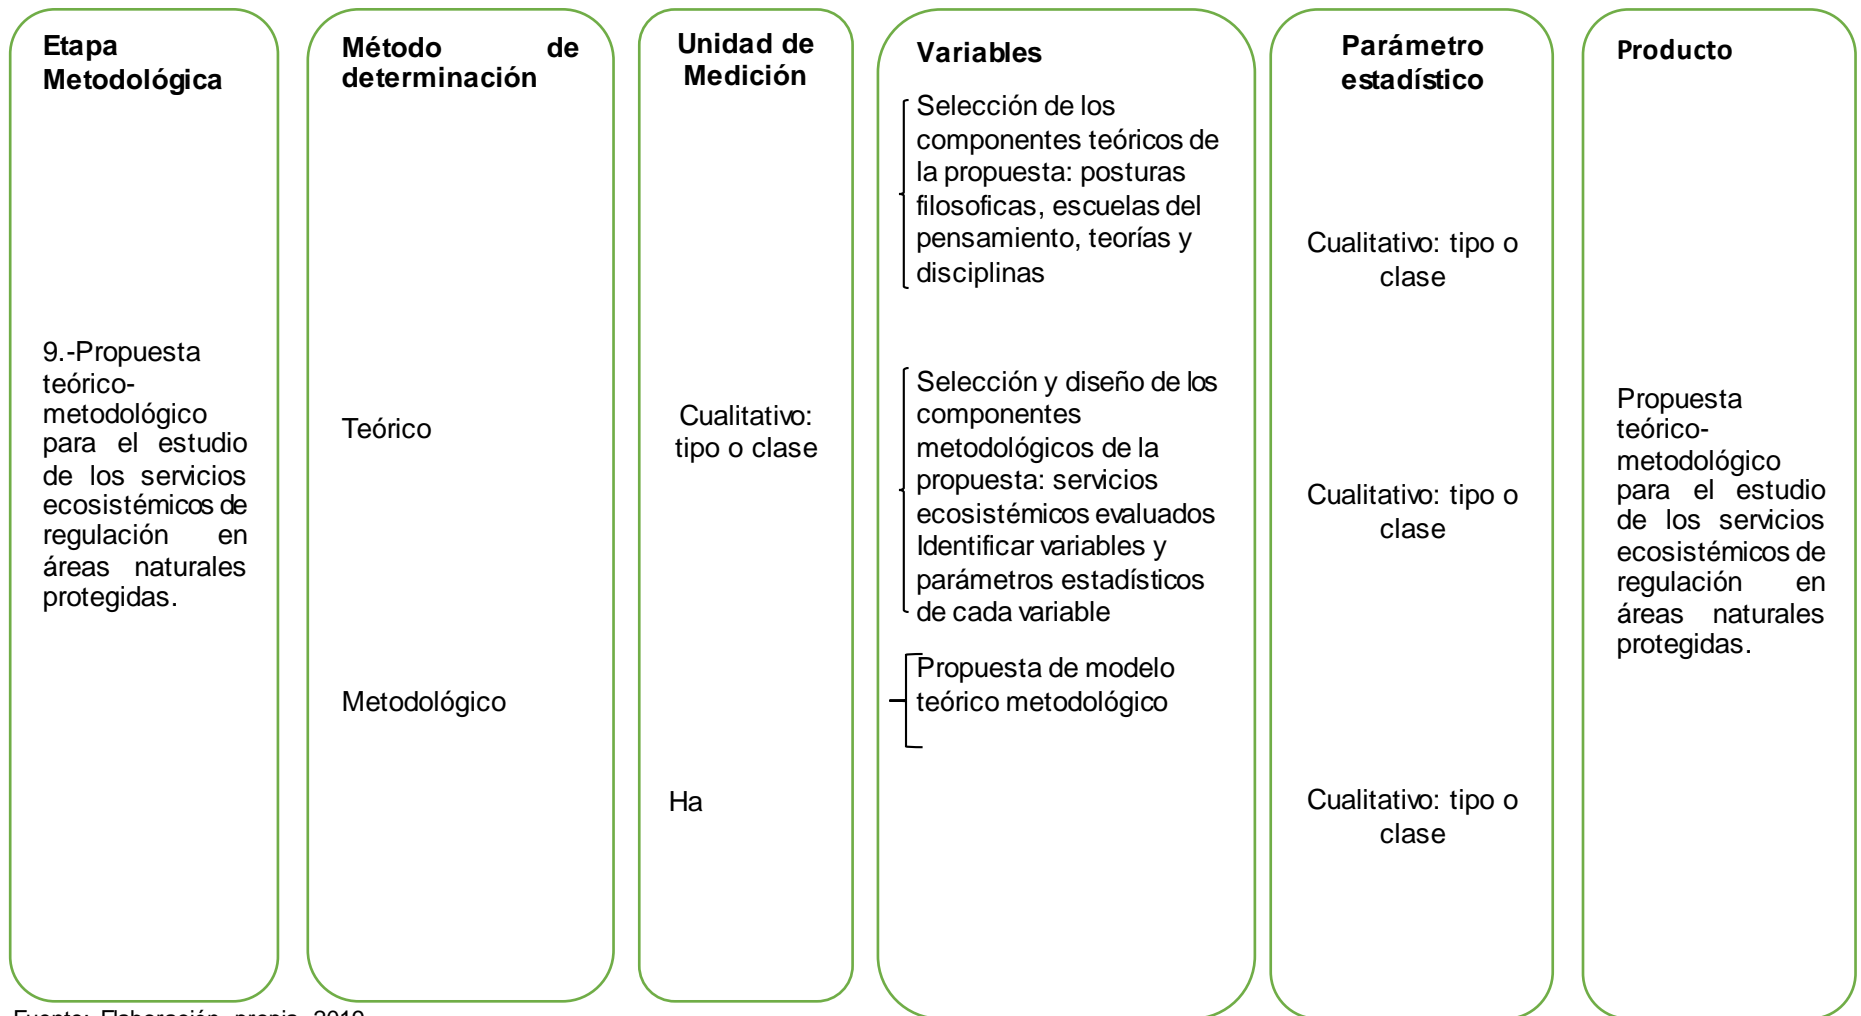 Etapa
Metodológica
9.-Propuesta
teórico-
metodológico
para el estudio
de los servicios
ecosistémicos de
regulación en
áreas naturales
protegidas.
Método de
determinación
Teórico
Metodológico
Unidad de
Medición
Cualitativo:
tipo o clase
Ha
Variables
Selección de los
componentes teóricos de
la propuesta: posturas
filosoficas, escuelas del
pensamiento, teorías y
disciplinas
Selección y diseño de los
componentes
metodológicos de la
propuesta: servicios
ecosistémicos evaluados
Identificar variables y
parámetros estadísticos
de cada variable
Propuesta de modelo
teórico metodológico
Parámetro
estadístico
Cualitativo: tipo o
clase
Cualitativo: tipo o
clase
Cualitativo: tipo o
clase
Producto
Propuesta
teórico-
metodológico
para el estudio
de los servicios
ecosistémicos de
regulación en
áreas naturales
protegidas.
Fuente: Elaboración propia 2019